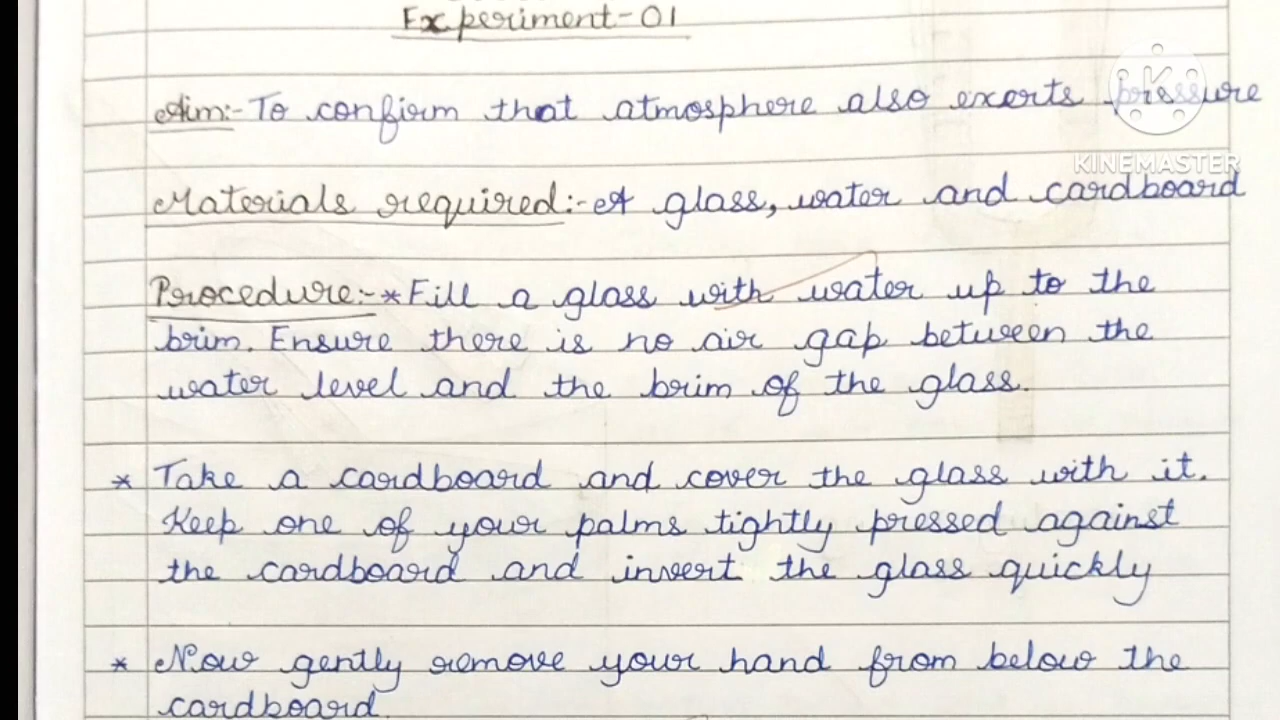 Experiment-01
Aim:- To confirm that atmosphere also exerts pressure
KINEMASTER
Materials required:- A glass, water and cardboard
Procedure:- * Fill a glass with water up to the
brim. Ensure there is no air gap between the
water level and the brim of the glass.
* Take a cardboard and cover the glass with it.
Keep one of your palms tightly pressed against
the cardboard and invert the glass quickly
* Now gently remove your hand from below the
cardboard.